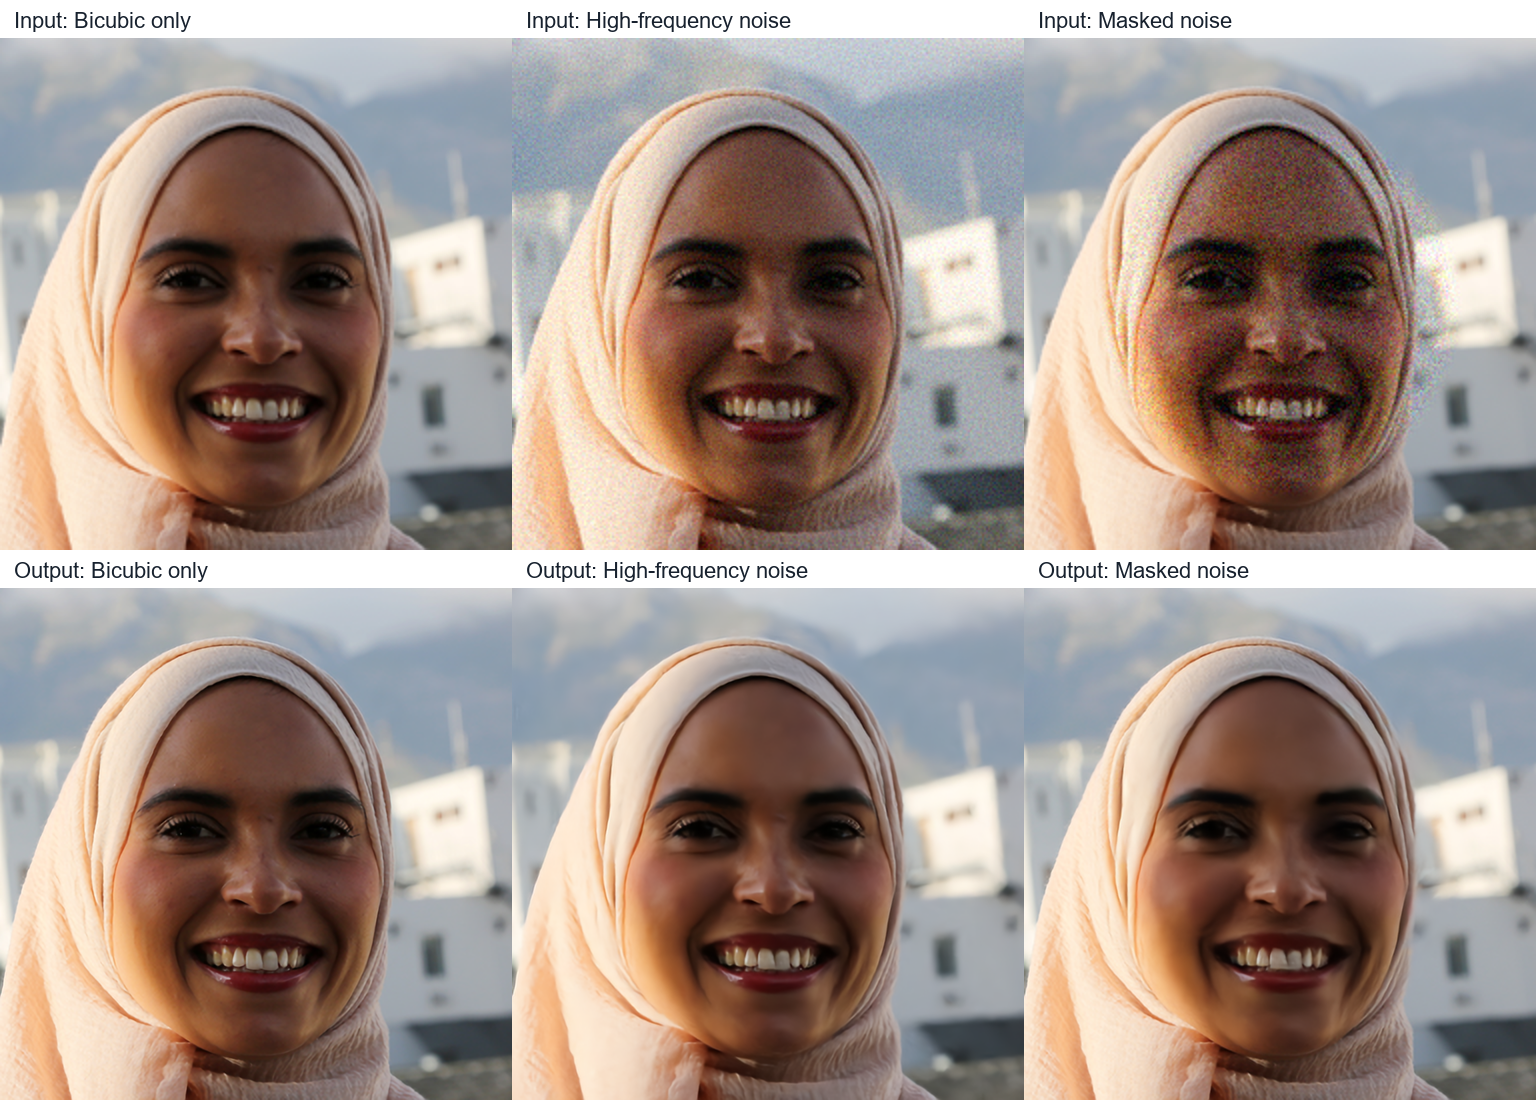 Input: Bicubic only
Input: High-frequency noise
Input: Masked noise
Output: Bicubic only
Output: High-frequency noise
Output: Masked noise